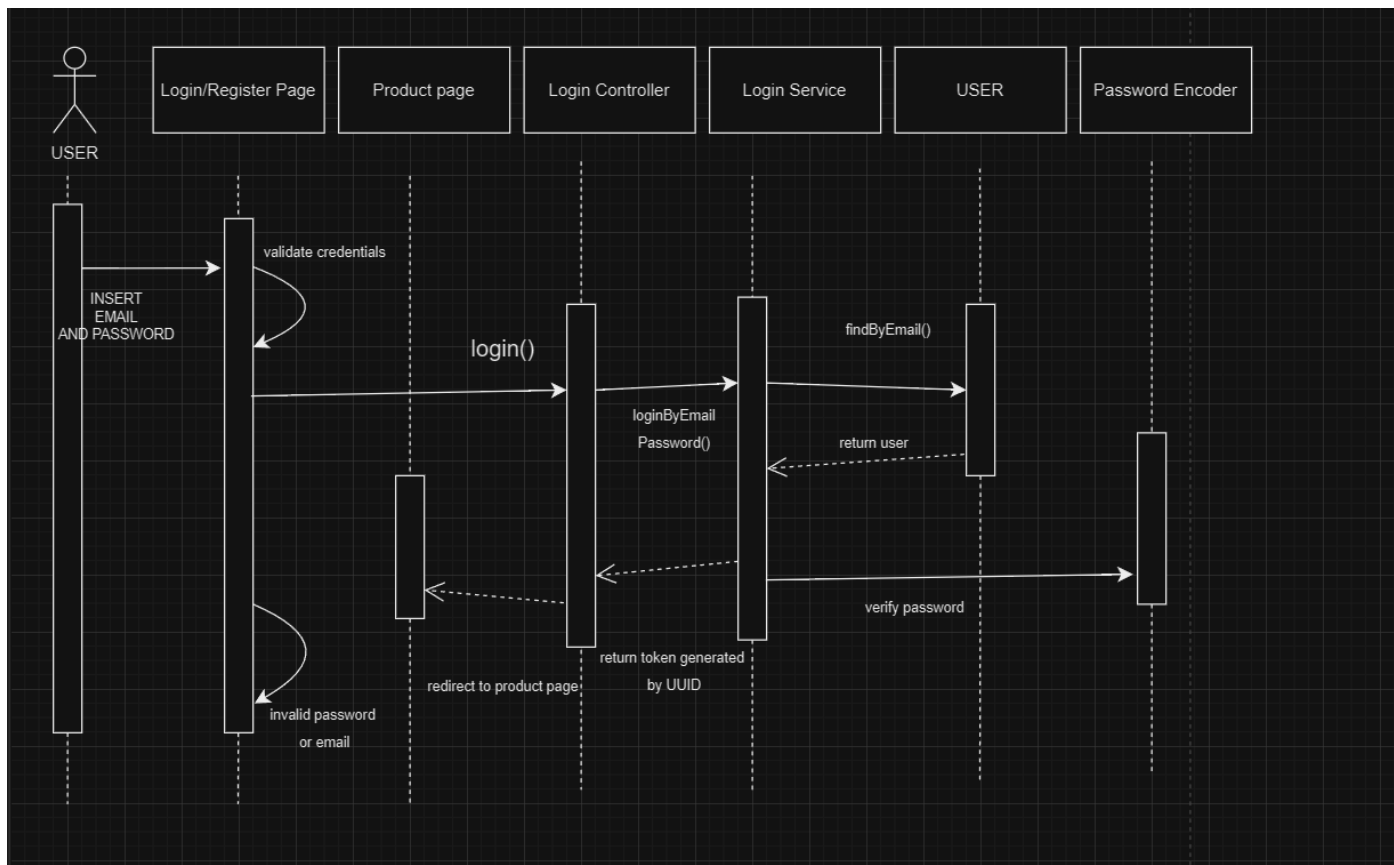 USER
Login/Register Page
Product page
Login Controller
Login Service
USER
Password Encoder
validate credentials
INSERT
EMAIL
AND PASSWORD
login()
findByEmail()
loginByEmail
Password()
return user
verify password
return token generated
by UUID
redirect to product page
invalid password
or email